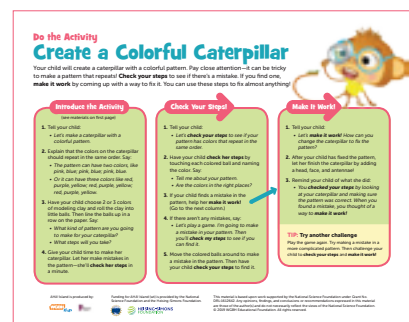 Do the Activity
Create a Colorful Caterpillar
Your child will create a caterpillar with a colorful pattern. Pay close attention—it can be tricky
to make a pattern that repeats! Check your steps to see if there's a mistake. If you find one,
make it work by coming up with a way to fix it. You can use these steps to fix almost anything!
Introduce the Activity
(see materials on first page)
1. Tell your child:
• Let's make a caterpillar with a
colorful pattern.
2. Explain that the colors on the caterpillar
should repeat in the same order. Say:
• The pattern can have two colors, like
pink, blue; pink, blue; pink, blue.
• Or it can have three colors like red,
purple, yellow; red, purple, yellow;
red, purple, yellow.
3. Have your child choose 2 or 3 colors
of modeling clay and roll the clay into
little balls. Then line the balls up in a
row on the paper. Say:
• What kind of pattern are you going
to make for your caterpillar?
• What steps will you take?
4. Give your child time to make her
caterpillar. Let her make mistakes in
the pattern—she'll check her steps in
a minute.
Check Your Steps!
1. Tell your child:
• Let's check your steps to see if your
pattern has colors that repeat in the
same order.
2. Have your child check her steps by
touching each colored ball and naming
the color. Say:
• Tell me about your pattern.
• Are the colors in the right places?
3. If your child finds a mistake in the
pattern, help her make it work!
(Go to the next column)
4. If there aren't any mistakes, say:
• Let's play a game. I'm going to make
a mistake in your pattern. Then
you'll check my steps to see if you
can find it.
5. Move the colored balls around to make
a mistake in the pattern. Then have
your child check your steps to find it.
Make It Work!
1. Tell your child:
• Let's make it work! How can you
change the caterpillar to fix the
pattern?
2. After your child has fixed the pattern,
let her finish the caterpillar by adding
a head, face, and antennae!
3. Remind your child of what she did:
• You checked your steps by looking
at your caterpillar and making sure
the pattern was correct. When you
found a mistake, you thought of a
way to make it work!
TIP: Try another challenge
Play the game again. Try making a mistake in a
more complicated pattern. Then challenge your
child to check your steps and make it work!